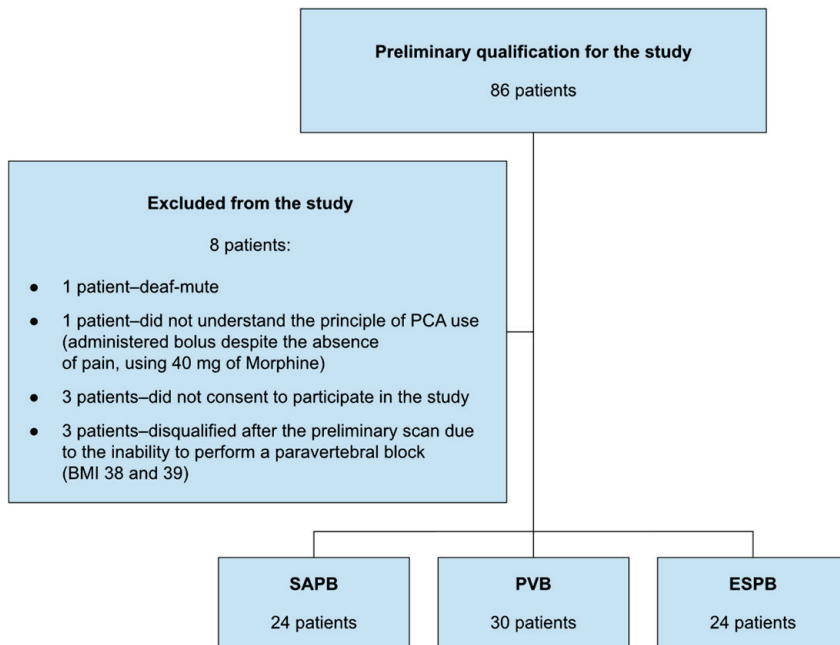 Preliminary qualification for the study
86 patients
Excluded from the study
8 patients:
● 1 patient–deaf-mute
● 1 patient–did not understand the principle of PCA use
(administered bolus despite the absence
of pain, using 40 mg of Morphine)
● 3 patients–did not consent to participate in the study
● 3 patients–disqualified after the preliminary scan due
to the inability to perform a paravertebral block
(BMI 38 and 39)
SAPB
24 patients
PVB
30 patients
ESPB
24 patients